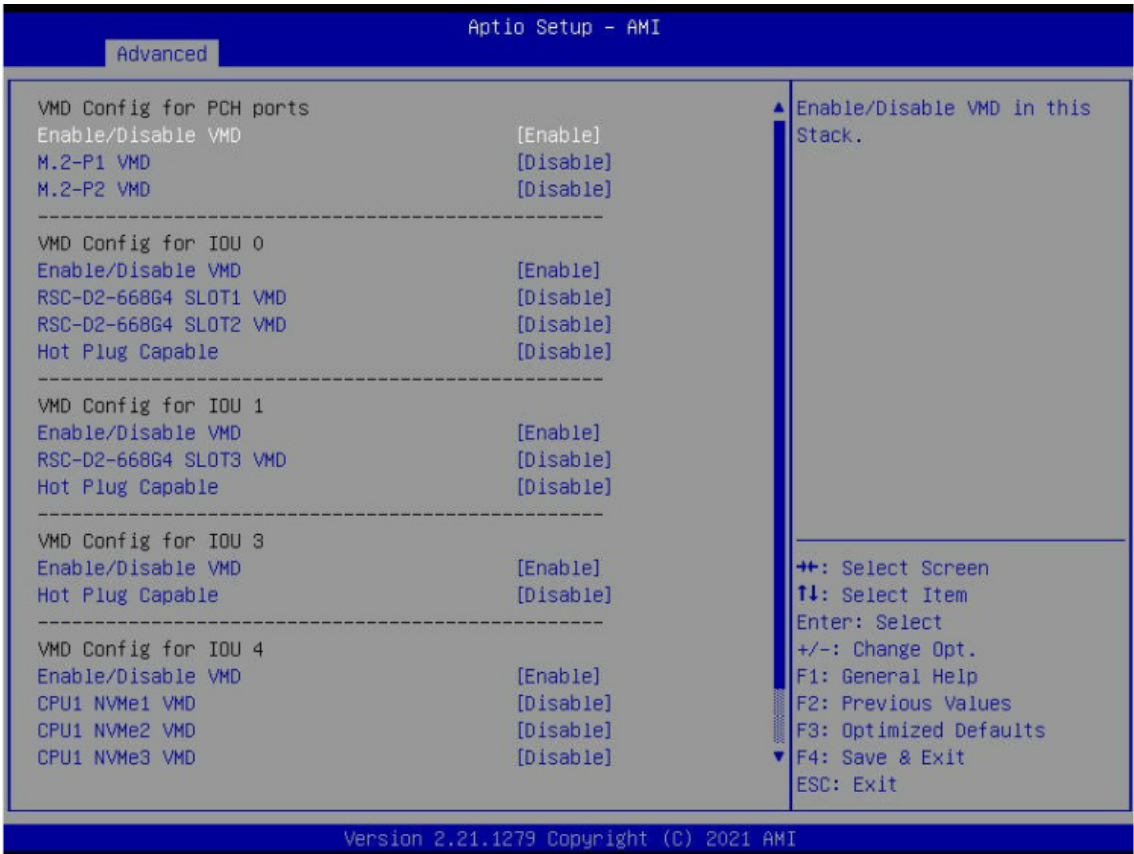 Aptio Setup – AMI
Advanced
VMD Config for PCH ports
Enable/Disable VMD [Enable]
M.2-P1 VMD [Disable]
M.2-P2 VMD [Disable]
--------------------------------------------------
VMD Config for IOU 0
Enable/Disable VMD [Enable]
RSC-D2-668G4 SLOT1 VMD [Disable]
RSC-D2-668G4 SLOT2 VMD [Disable]
Hot Plug Capable [Disable]
--------------------------------------------------
VMD Config for IOU 1
Enable/Disable VMD [Enable]
RSC-D2-668G4 SLOT3 VMD [Disable]
Hot Plug Capable [Disable]
--------------------------------------------------
VMD Config for IOU 3
Enable/Disable VMD [Enable]
Hot Plug Capable [Disable]
--------------------------------------------------
VMD Config for IOU 4
Enable/Disable VMD [Enable]
CPU1 NVMe1 VMD [Disable]
CPU1 NVMe2 VMD [Disable]
CPU1 NVMe3 VMD [Disable]
Enable/Disable VMD in this
Stack.
→←: Select Screen
↑↓: Select Item
Enter: Select
+/-: Change Opt.
F1: General Help
F2: Previous Values
F3: Optimized Defaults
F4: Save & Exit
ESC: Exit
Version 2.21.1279 Copyright (C) 2021 AMI